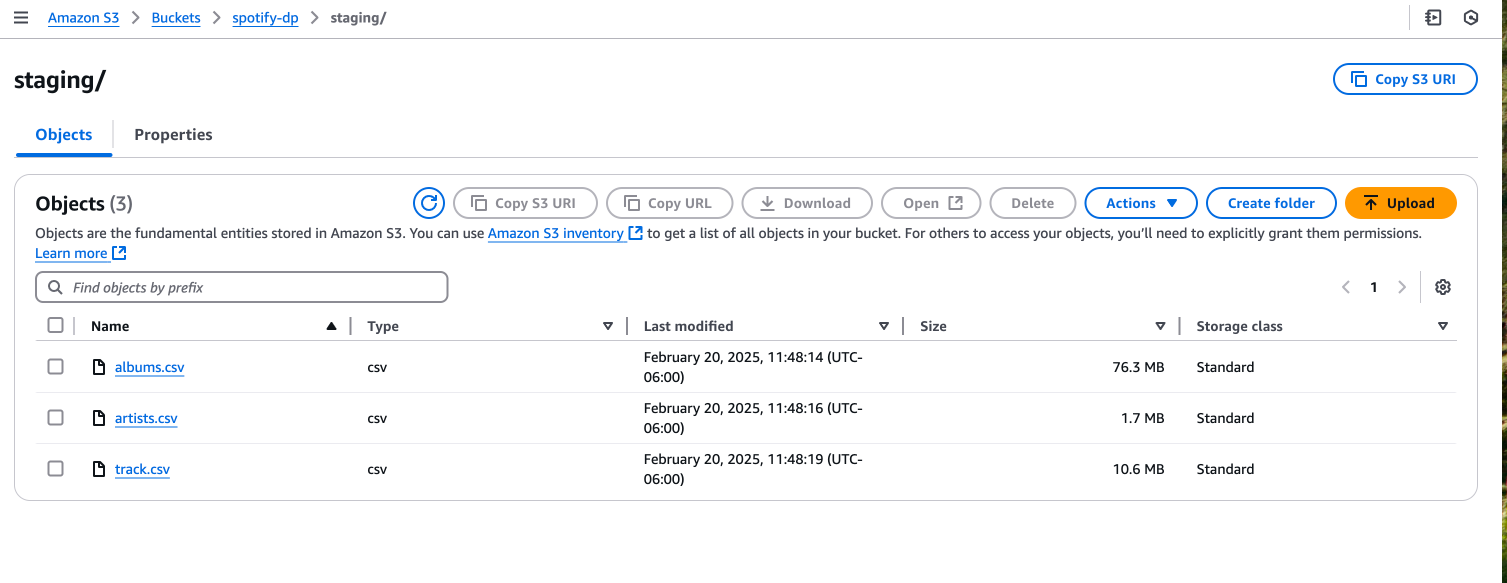 Amazon S3 > Buckets > spotify-dp > staging/
staging/
Copy S3 URI
Objects Properties
Objects (3)
Copy S3 URI Copy URL Download Open Delete Actions Create folder Upload
Objects are the fundamental entities stored in Amazon S3. You can use Amazon S3 inventory to get a list of all objects in your bucket. For others to access your objects, you’ll need to explicitly grant them permissions.
Learn more
Find objects by prefix
1
Name Type Last modified Size Storage class
albums.csv csv February 20, 2025, 11:48:14 (UTC-
06:00) 76.3 MB Standard
artists.csv csv February 20, 2025, 11:48:16 (UTC-
06:00) 1.7 MB Standard
track.csv csv February 20, 2025, 11:48:19 (UTC-
06:00) 10.6 MB Standard